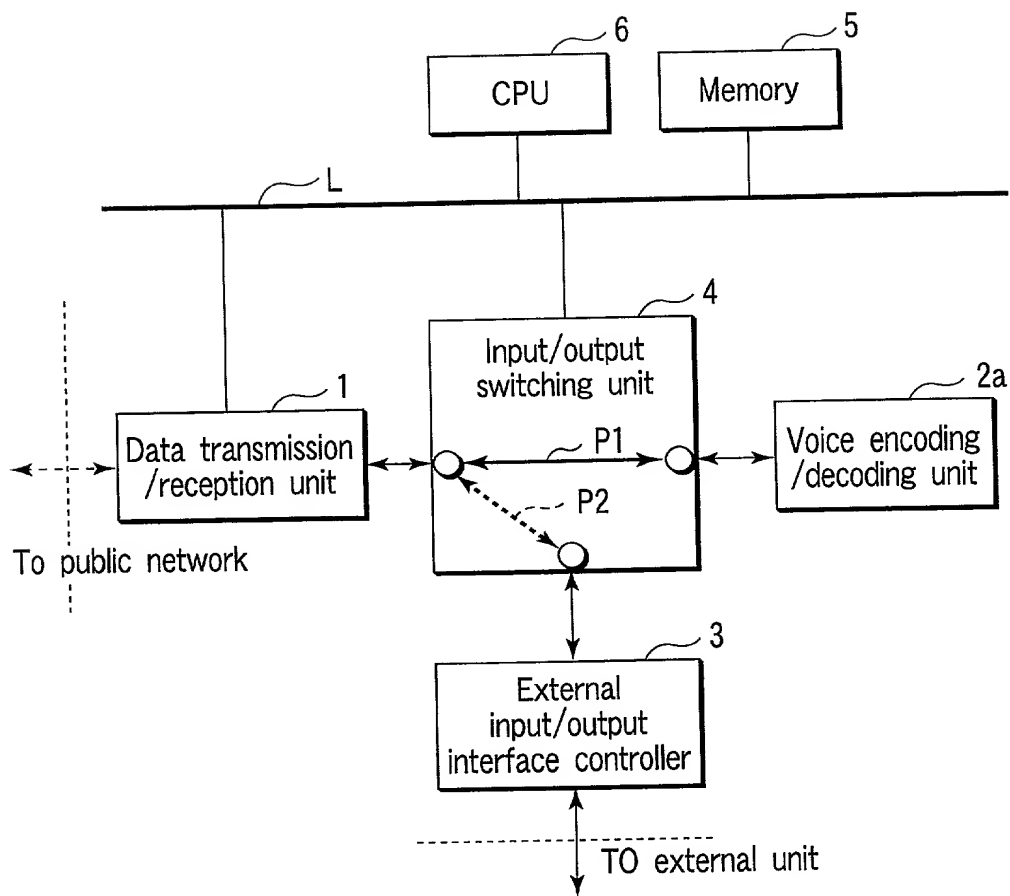 6
5
CPU
Memory
L
4
Input/output
switching unit
1
2a
Data transmission
/reception unit
P1
Voice encoding
/decoding unit
P2
To public network
3
External
input/output
interface controller
TO external unit